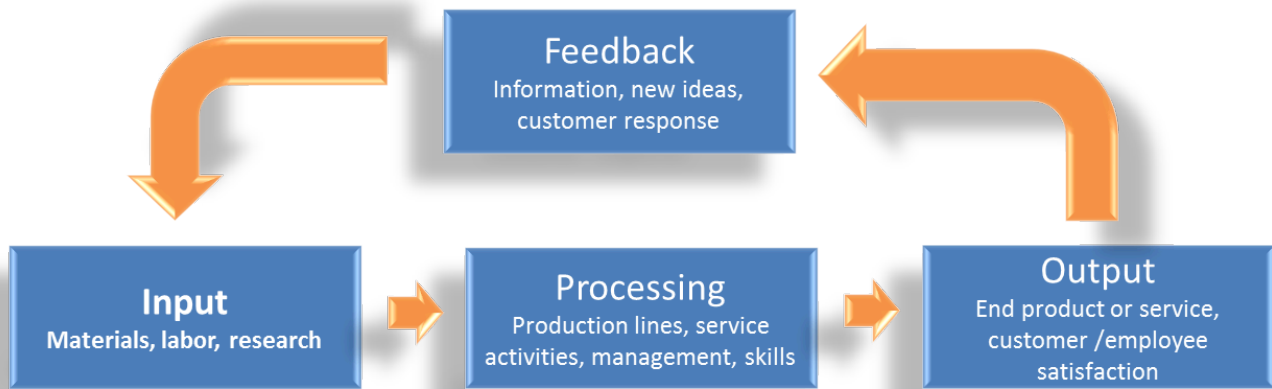 Feedback
Information, new ideas,
customer response
Input
Materials, labor, research
Processing
Production lines, service
activities, management, skills
Output
End product or service,
customer /employee
satisfaction